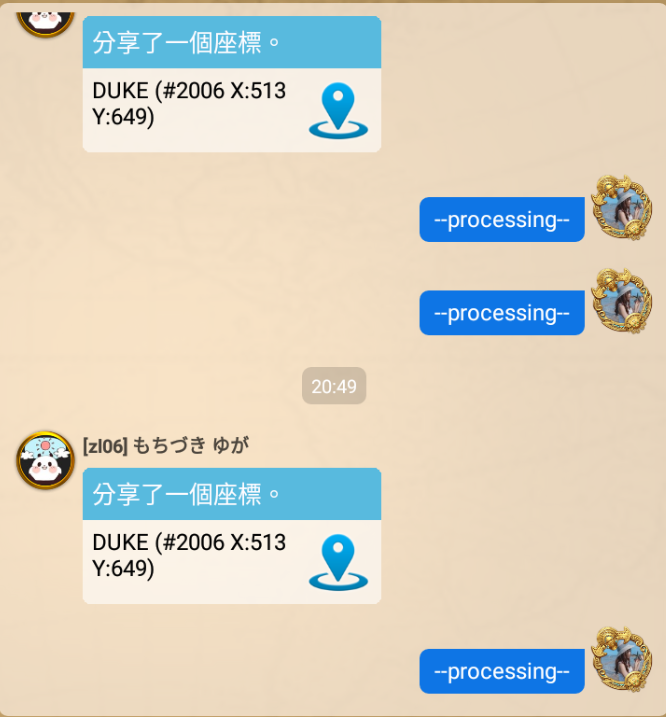 分享了一個座標。
DUKE (#2006 X:513
Y:649)
--processing--
--processing--
20:49
[zl06] もちづき ゆが
分享了一個座標。
DUKE (#2006 X:513
Y:649)
--processing--